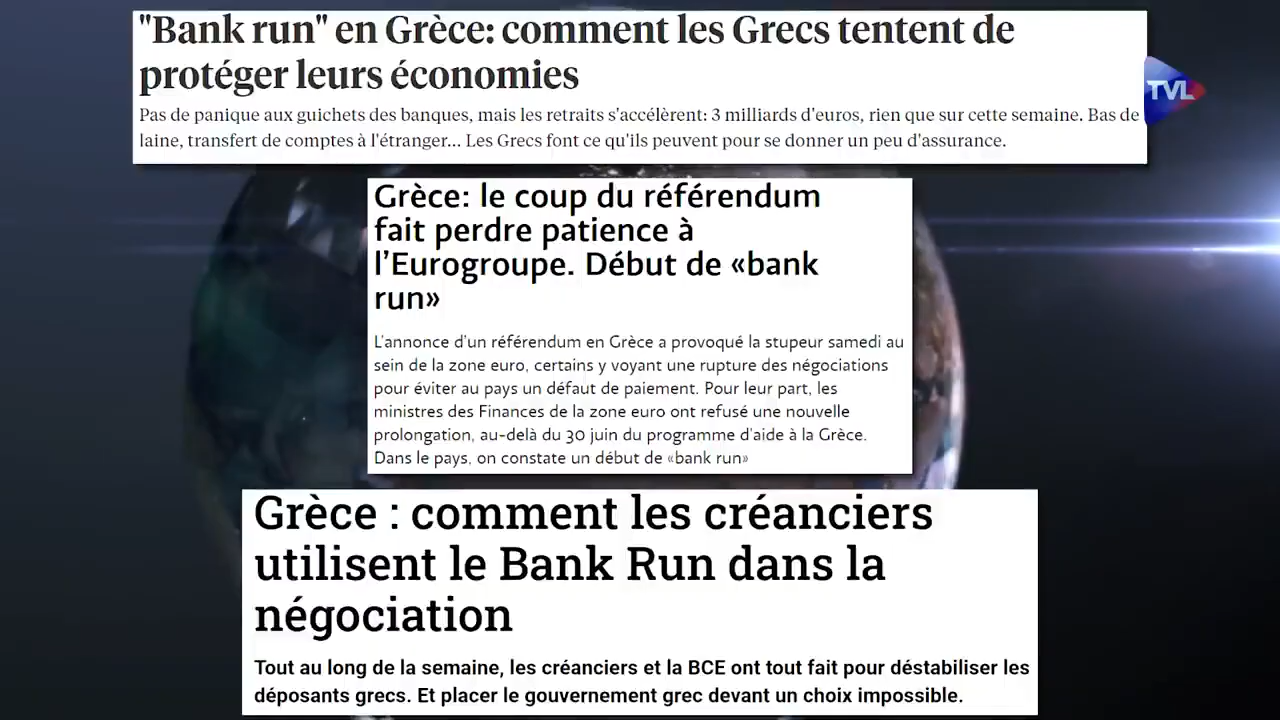 "Bank run" en Grèce: comment les Grecs tentent de
protéger leurs économies
Pas de panique aux guichets des banques, mais les retraits s'accélèrent: 3 milliards d'euros, rien que sur cette semaine. Bas de
laine, transfert de comptes à l'étranger... Les Grecs font ce qu'ils peuvent pour se donner un peu d'assurance.
TVL
Grèce: le coup du référendum
fait perdre patience à
l'Eurogroupe. Début de «bank
run»
L'annonce d'un référendum en Grèce a provoqué la stupeur samedi au
sein de la zone euro, certains y voyant une rupture des négociations
pour éviter au pays un défaut de paiement. Pour leur part, les
ministres des Finances de la zone euro ont refusé une nouvelle
prolongation, au-delà du 30 juin du programme d'aide à la Grèce.
Dans le pays, on constate un début de «bank run»
Grèce : comment les créanciers
utilisent le Bank Run dans la
négociation
Tout au long de la semaine, les créanciers et la BCE ont tout fait pour déstabiliser les
déposants grecs. Et placer le gouvernement grec devant un choix impossible.